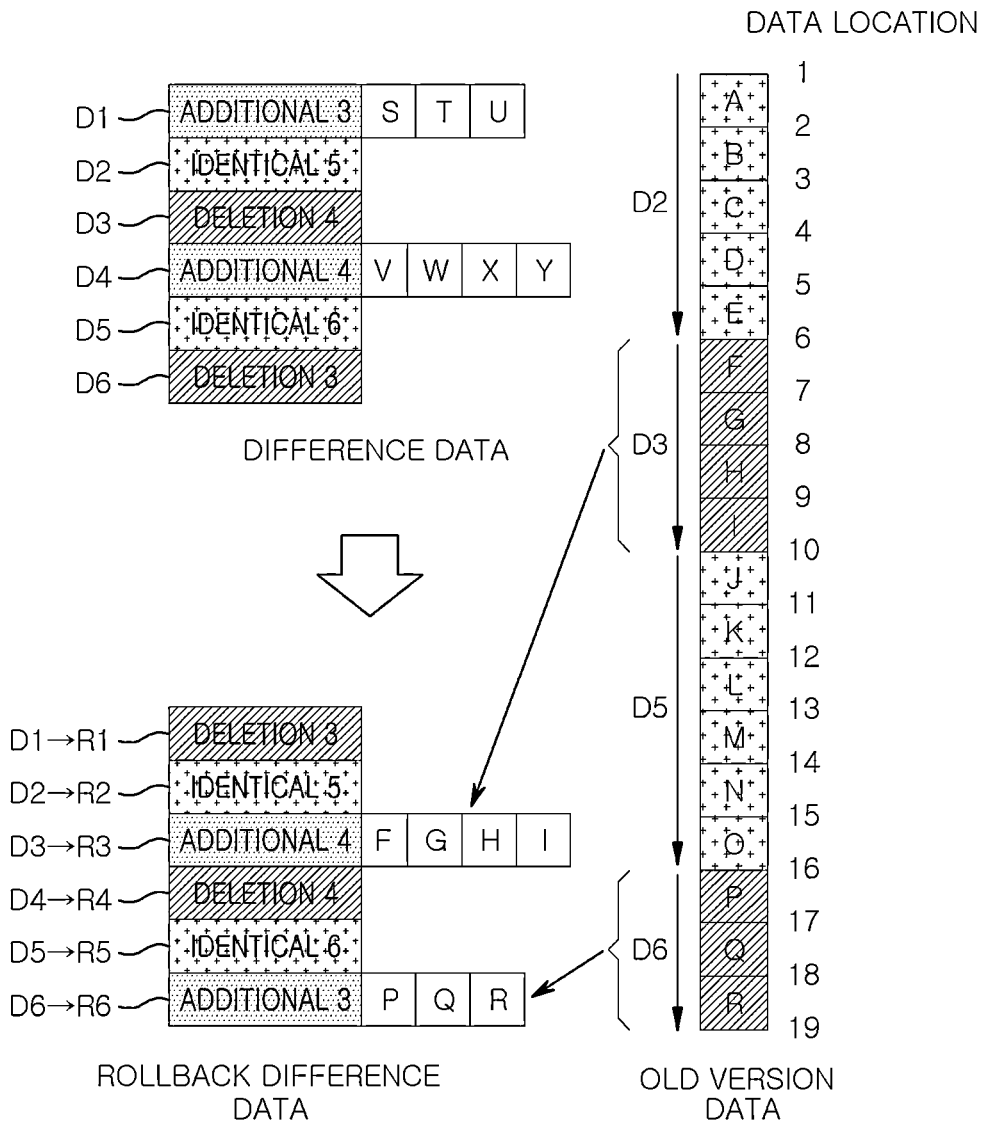 DATA LOCATION
D1
ADDITIONAL 3
S
T
U
D2
IDENTICAL 5
D3
DELETION 4
D4
ADDITIONAL 4
V
W
X
Y
D5
IDENTICAL 6
D6
DELETION 3
DIFFERENCE DATA
D1→R1
DELETION 3
D2→R2
IDENTICAL 5
D3→R3
ADDITIONAL 4
F
G
H
I
D4→R4
DELETION 4
D5→R5
IDENTICAL 6
D6→R6
ADDITIONAL 3
P
Q
R
ROLLBACK DIFFERENCE
DATA
D2
D3
D5
D6
1
A
2
B
3
C
4
D
5
E
6
F
7
G
8
H
9
I
10
J
11
K
12
L
13
M
14
N
15
O
16
P
17
Q
18
R
19
OLD VERSION
DATA